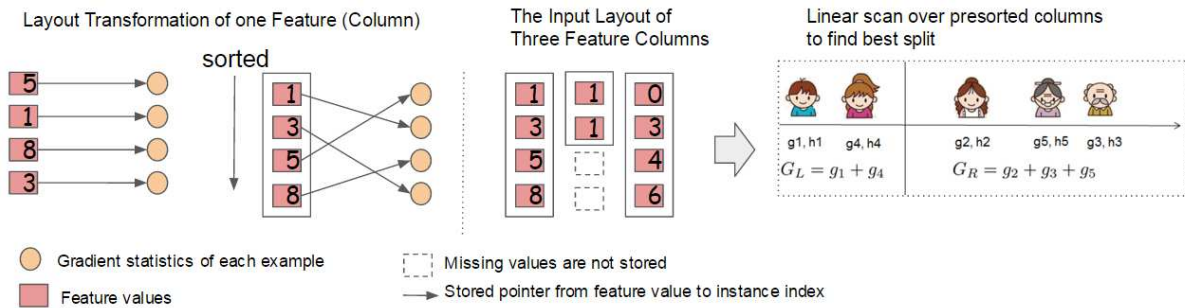 Layout Transformation of one Feature (Column)
sorted
5
1
8
3
1
3
5
8
The Input Layout of
Three Feature Columns
1 1 0
3 1 3
5 4
8 6
Linear scan over presorted columns
to find best split
g1, h1 g4, h4 g2, h2 g5, h5 g3, h3
G_L = g_1 + g_4 G_R = g_2 + g_3 + g_5
Gradient statistics of each example
Feature values
Missing values are not stored
Stored pointer from feature value to instance index